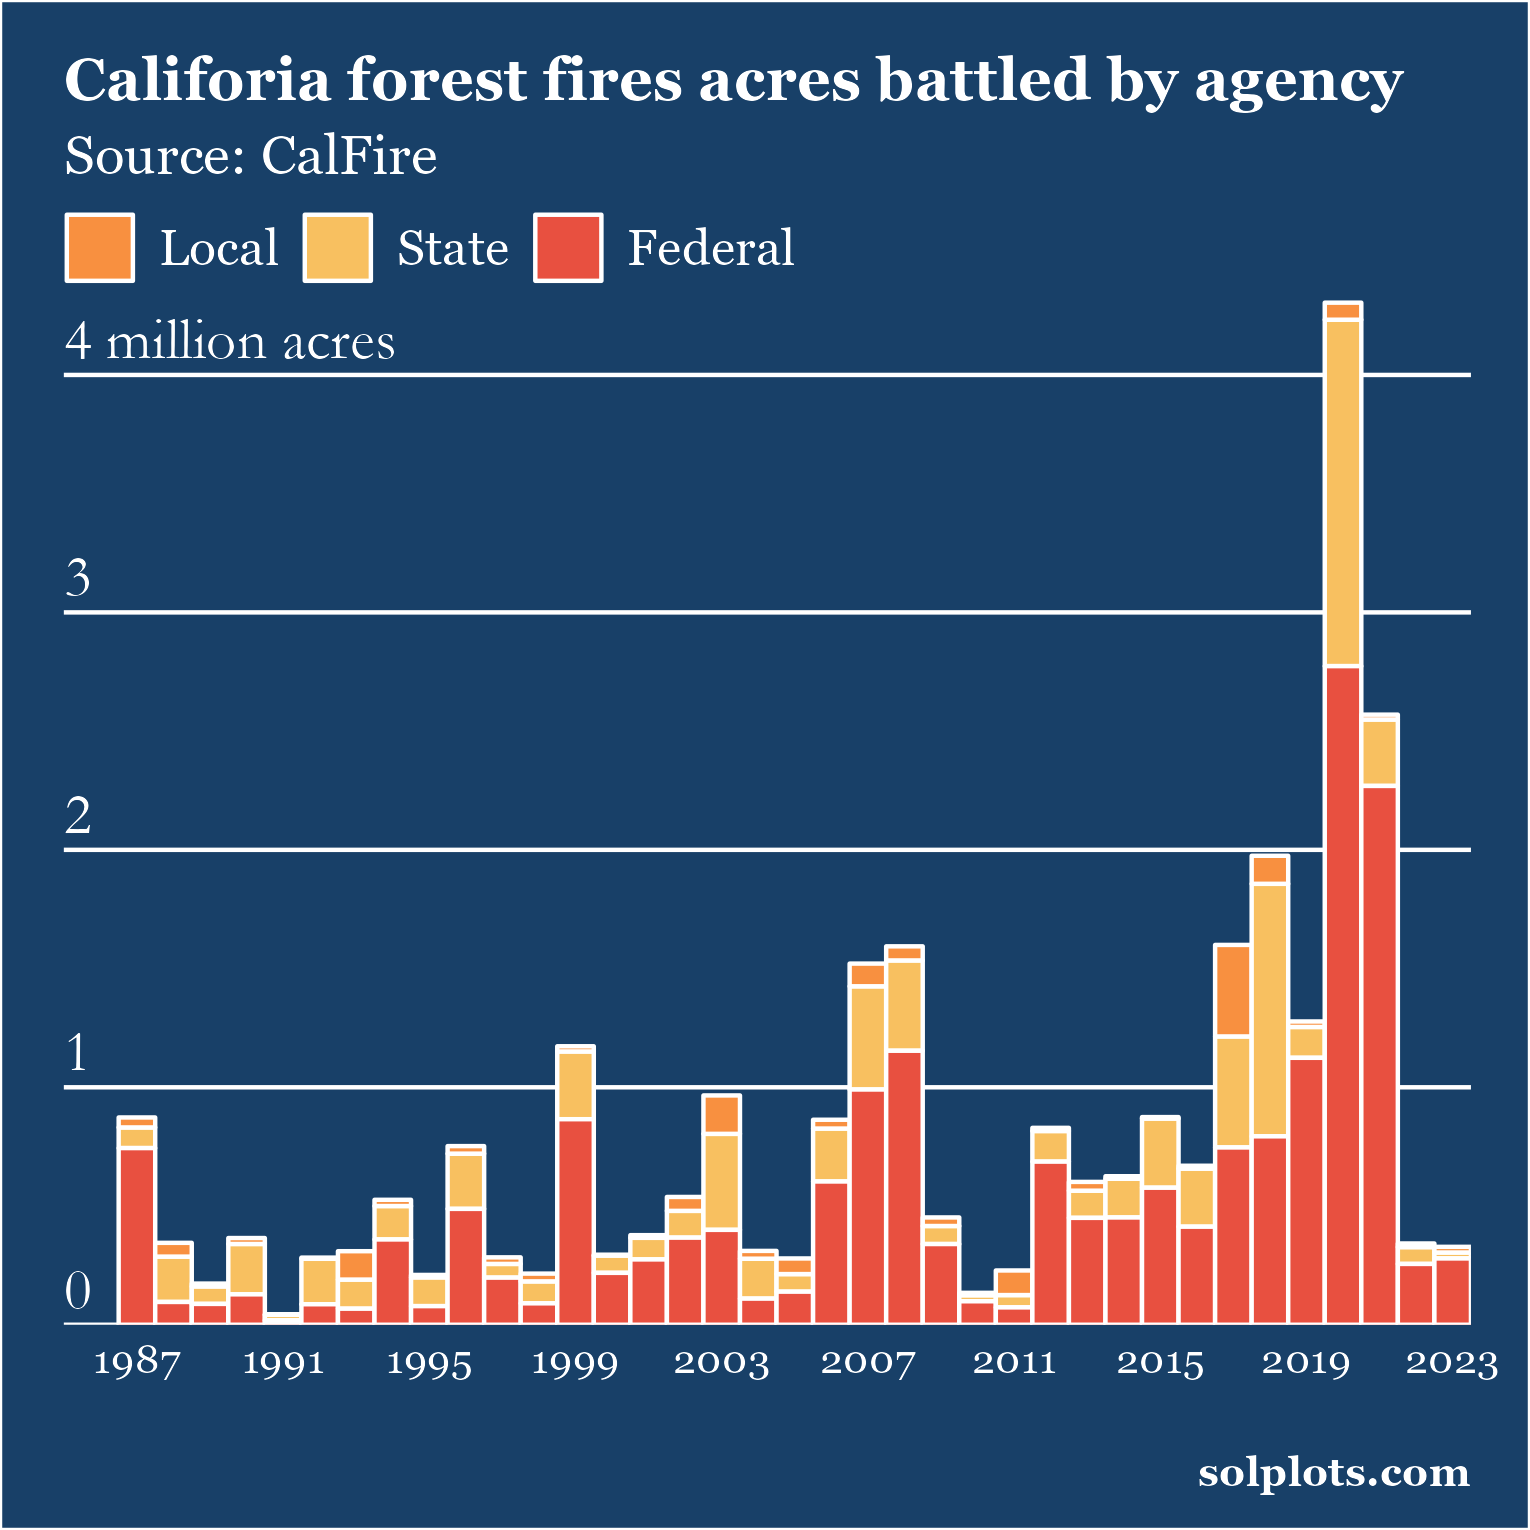 Califoria forest fires acres battled by agency
Source: CalFire
Local State Federal
4 million acres
3
2
1
0
1987 1991 1995 1999 2003 2007 2011 2015 2019 2023
solplots.com